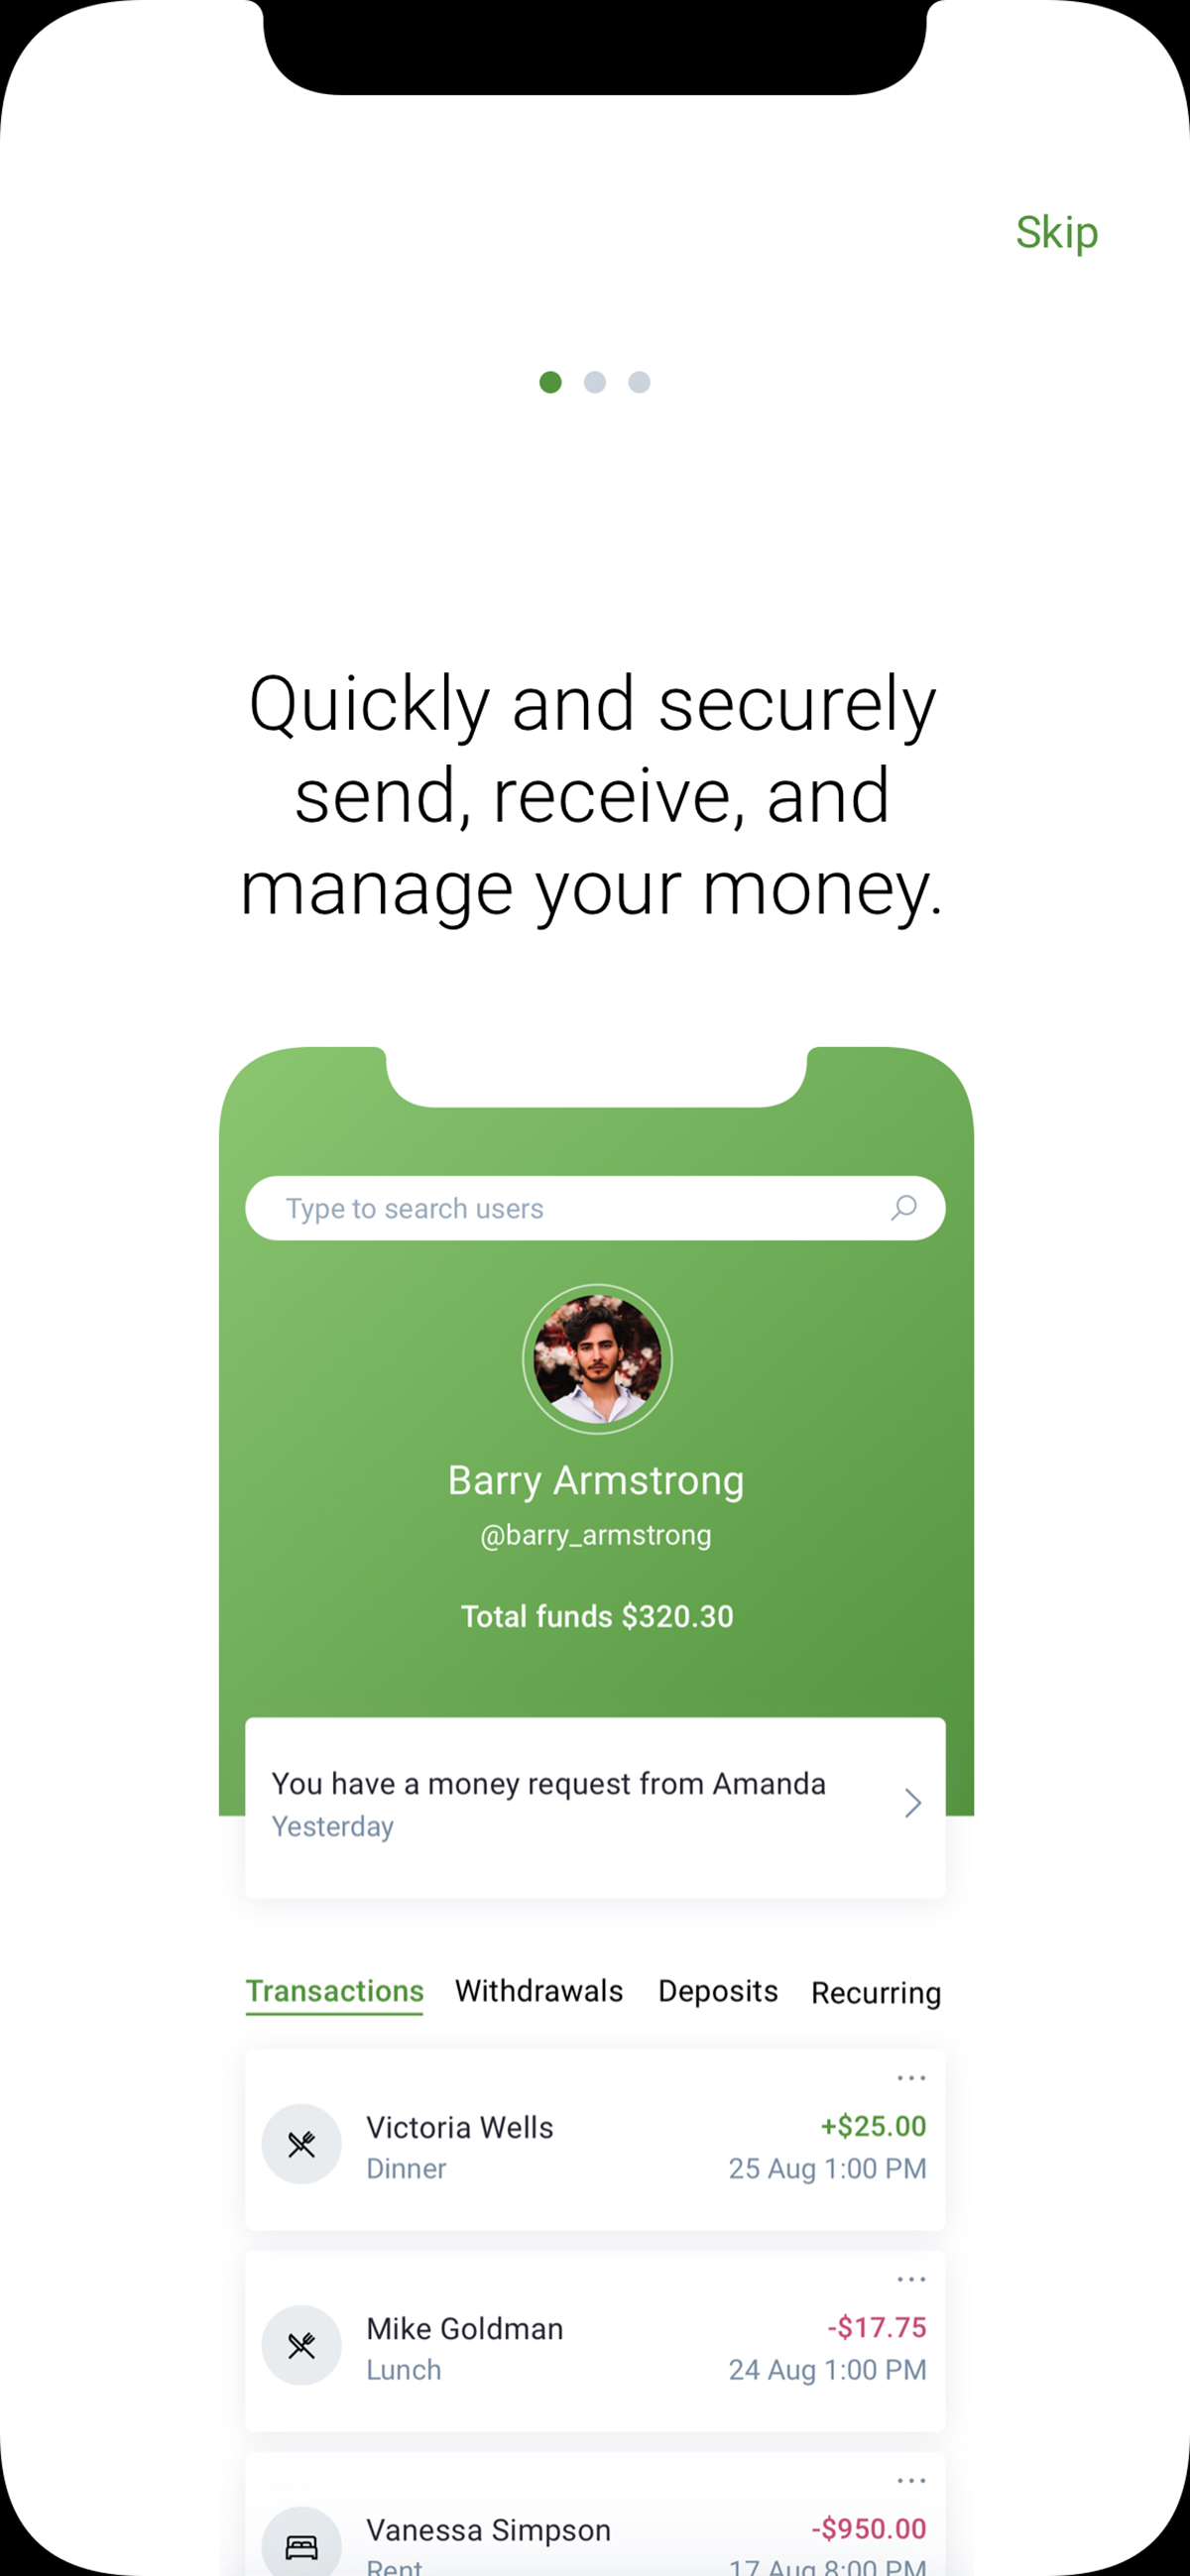 Skip
Quickly and securely
send, receive, and
manage your money.
Type to search users
Barry Armstrong
@barry_armstrong
Total funds $320.30
You have a money request from Amanda
Yesterday
Transactions Withdrawals Deposits Recurring
Victoria Wells +$25.00
Dinner 25 Aug 1:00 PM
Mike Goldman -$17.75
Lunch 24 Aug 1:00 PM
Vanessa Simpson -$950.00
Rent 17 Aug 8:00 PM